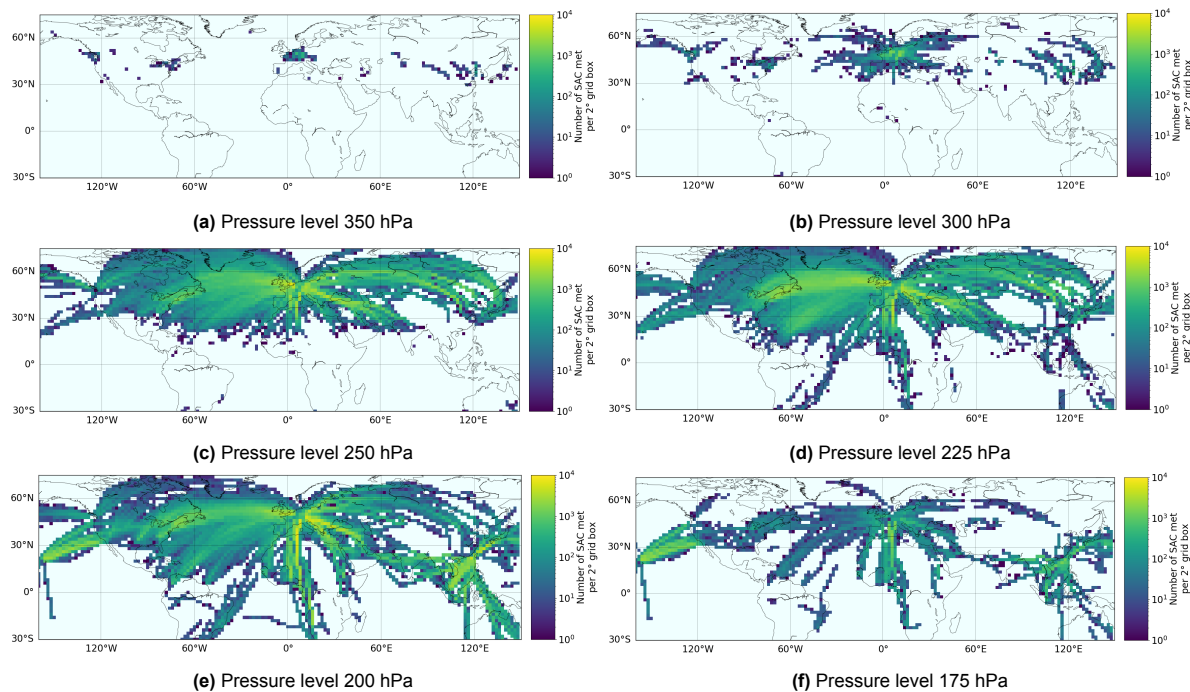 60°N
30°N
0°
30°S
120°W
60°W
0°
60°E
120°E
10⁴
10³
10²
10¹
10⁰
Number of SAC met
per 2° grid box
(a) Pressure level 350 hPa
60°N
30°N
0°
30°S
120°W
60°W
0°
60°E
120°E
10⁴
10³
10²
10¹
10⁰
Number of SAC met
per 2° grid box
(b) Pressure level 300 hPa
60°N
30°N
0°
30°S
120°W
60°W
0°
60°E
120°E
10⁴
10³
10²
10¹
10⁰
Number of SAC met
per 2° grid box
(c) Pressure level 250 hPa
60°N
30°N
0°
30°S
120°W
60°W
0°
60°E
120°E
10⁴
10³
10²
10¹
10⁰
Number of SAC met
per 2° grid box
(d) Pressure level 225 hPa
60°N
30°N
0°
30°S
120°W
60°W
0°
60°E
120°E
10⁴
10³
10²
10¹
10⁰
Number of SAC met
per 2° grid box
(e) Pressure level 200 hPa
60°N
30°N
0°
30°S
120°W
60°W
0°
60°E
120°E
10⁴
10³
10²
10¹
10⁰
Number of SAC met
per 2° grid box
(f) Pressure level 175 hPa